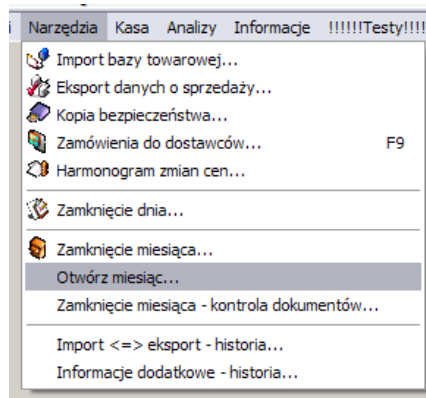 i Narzędzia Kasa Analizy Informacje !!!!!!Testy!!!!
Import bazy towarowej...
Eksport danych o sprzedaży...
Kopia bezpieczeństwa...
Zamówienia do dostawców... F9
Harmonogram zmian cen...
Zamknięcie dnia...
Zamknięcie miesiąca...
Otwórz miesiąc...
Zamknięcie miesiąca - kontrola dokumentów...
Import <=> eksport - historia...
Informacje dodatkowe - historia...